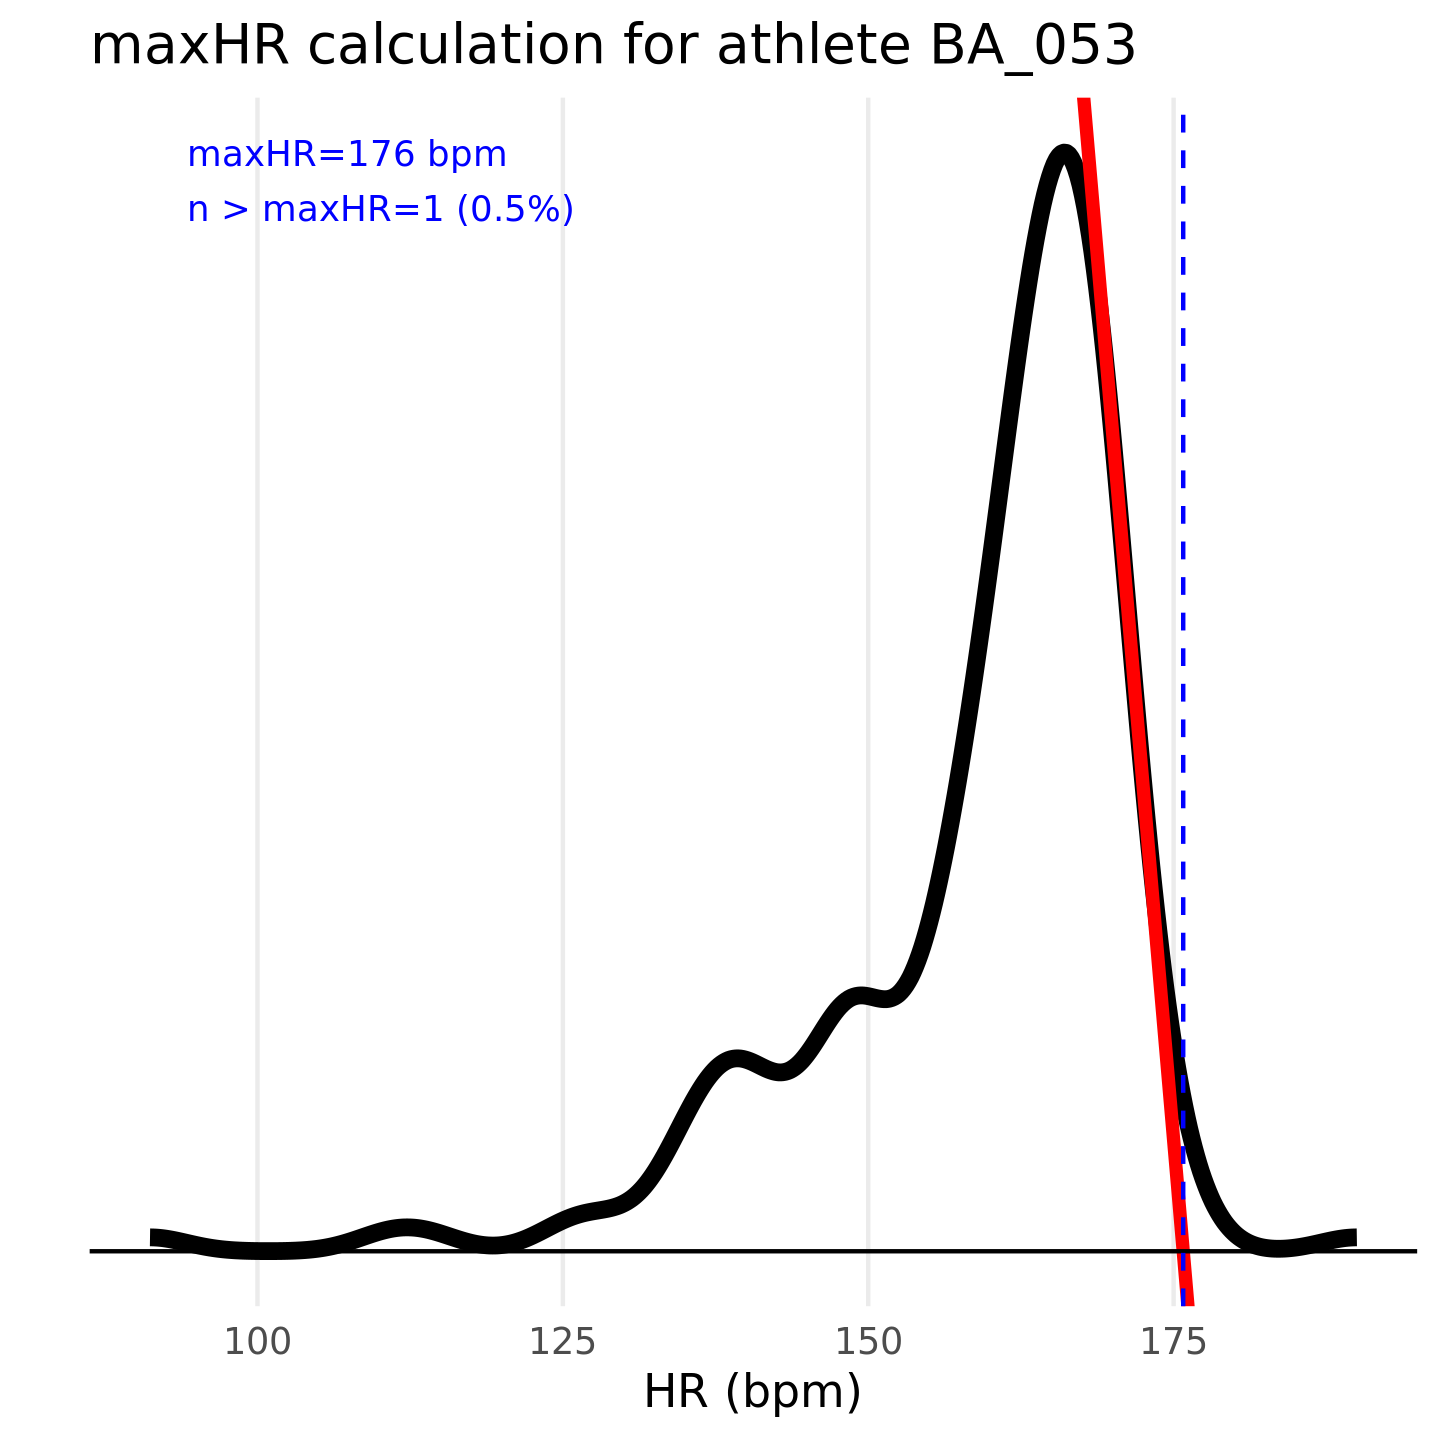 maxHR calculation for athlete BA_053
maxHR=176 bpm
n > maxHR=1 (0.5%)
100 125 150 175
HR (bpm)